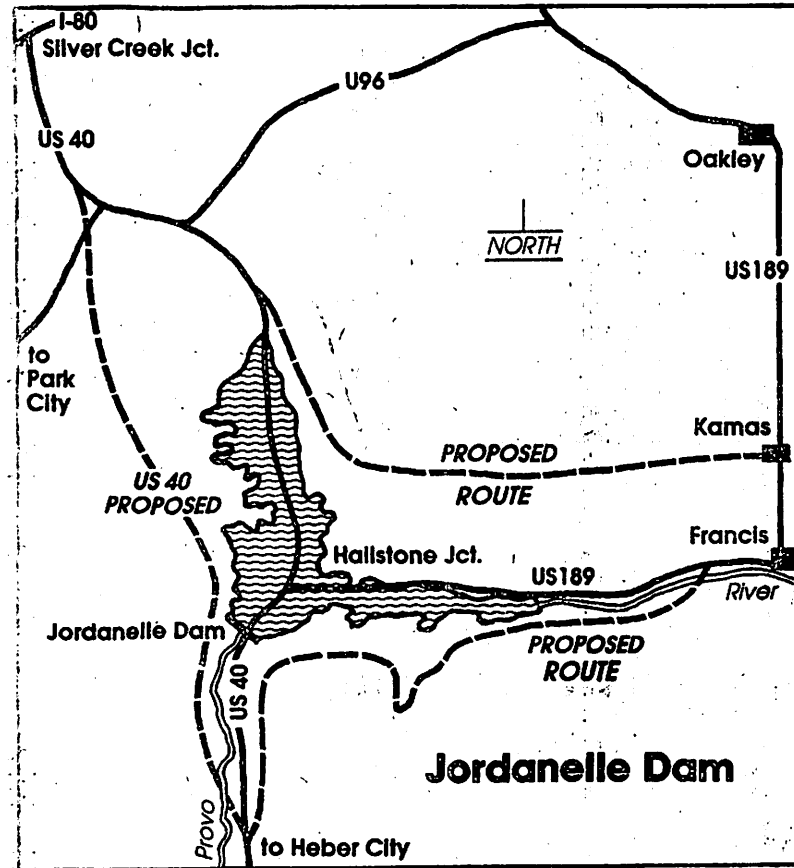 I-80
Silver Creek Jct.
U96
US 40
Oakley
NORTH
US189
to
Park
City
Kamas
PROPOSED
ROUTE
US 40
PROPOSED
Francis
Hailstone Jct.
US189
River
Jordanelle Dam
PROPOSED
ROUTE
US 40
Jordanelle Dam
Provo
to Heber City